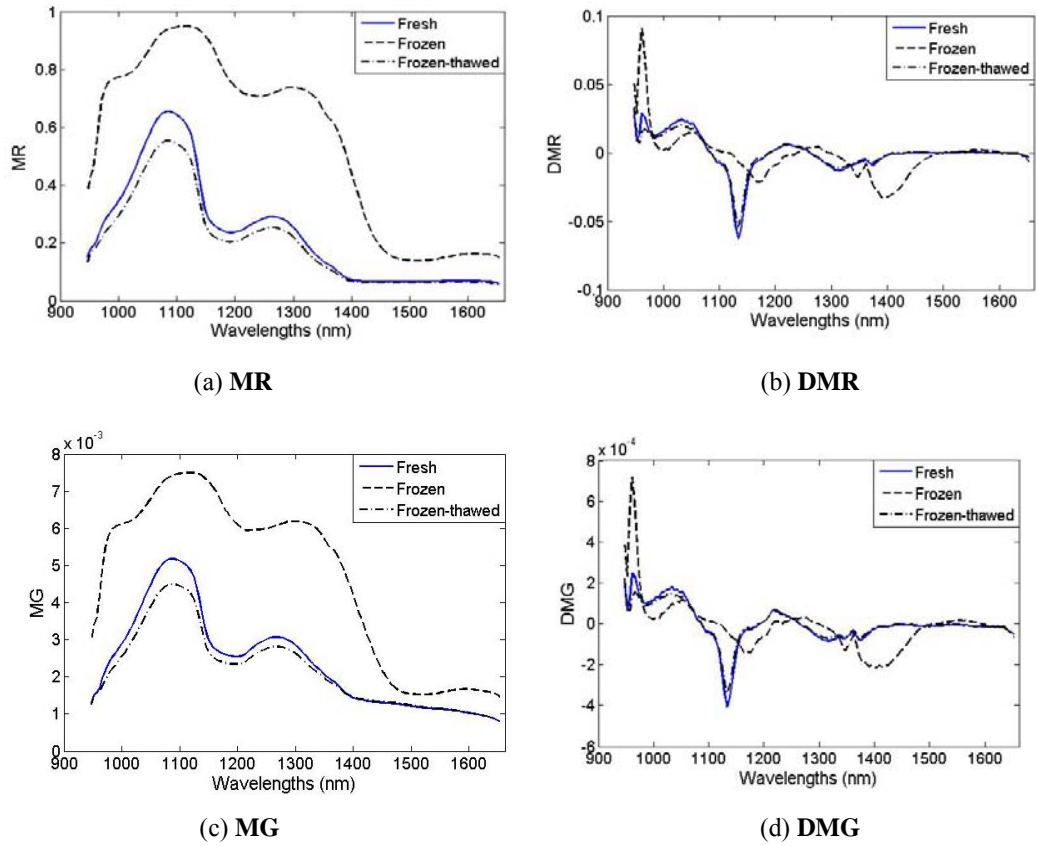 1
0.8
0.6
0.4
0.2
0
MR
900 1000 1100 1200 1300 1400 1500 1600
Wavelengths (nm)
Fresh
Frozen
Frozen-thawed
(a) MR
0.1
0.05
0
-0.05
-0.1
DMR
900 1000 1100 1200 1300 1400 1500 1600
Wavelengths (nm)
Fresh
Frozen
Frozen-thawed
(b) DMR
x 10⁻³
8
7
6
5
4
3
2
1
0
MG
900 1000 1100 1200 1300 1400 1500 1600
Wavelengths (nm)
Fresh
Frozen
Frozen-thawed
(c) MG
x 10⁻⁴
8
6
4
2
0
-2
-4
-6
DMG
900 1000 1100 1200 1300 1400 1500 1600
Wavelengths (nm)
Fresh
Frozen
Frozen-thawed
(d) DMG